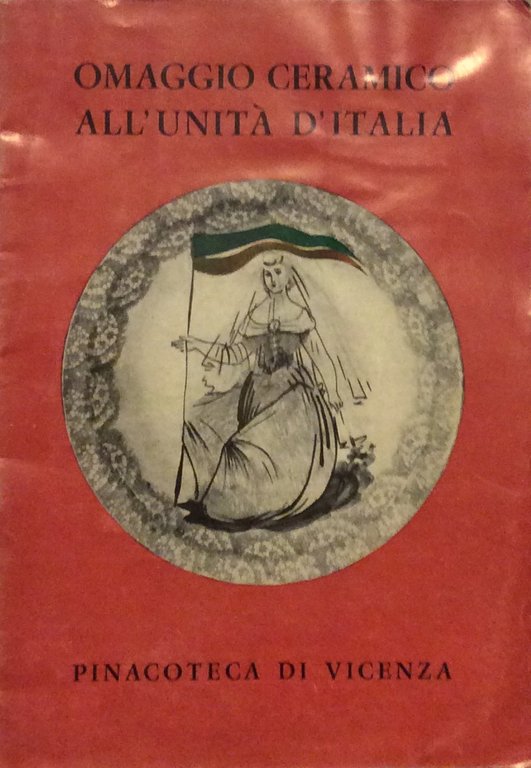 OMAGGIO CERAMICO
ALL'UNITÀ D'ITALIA
PINACOTECA DI VICENZA